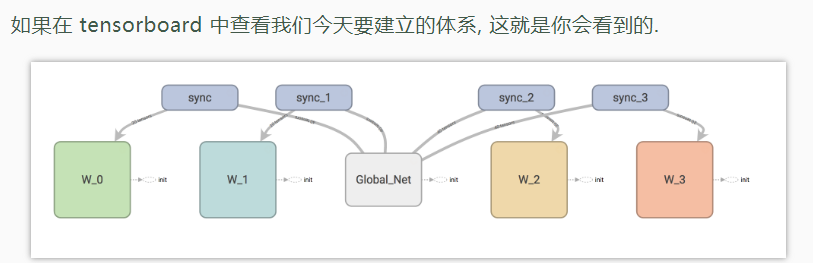 如果在 tensorboard 中查看我们今天要建立的体系, 这就是你会看到的.
sync sync_1 sync_2 sync_3
W_0 init W_1 init Global_Net init W_2 init W_3 init